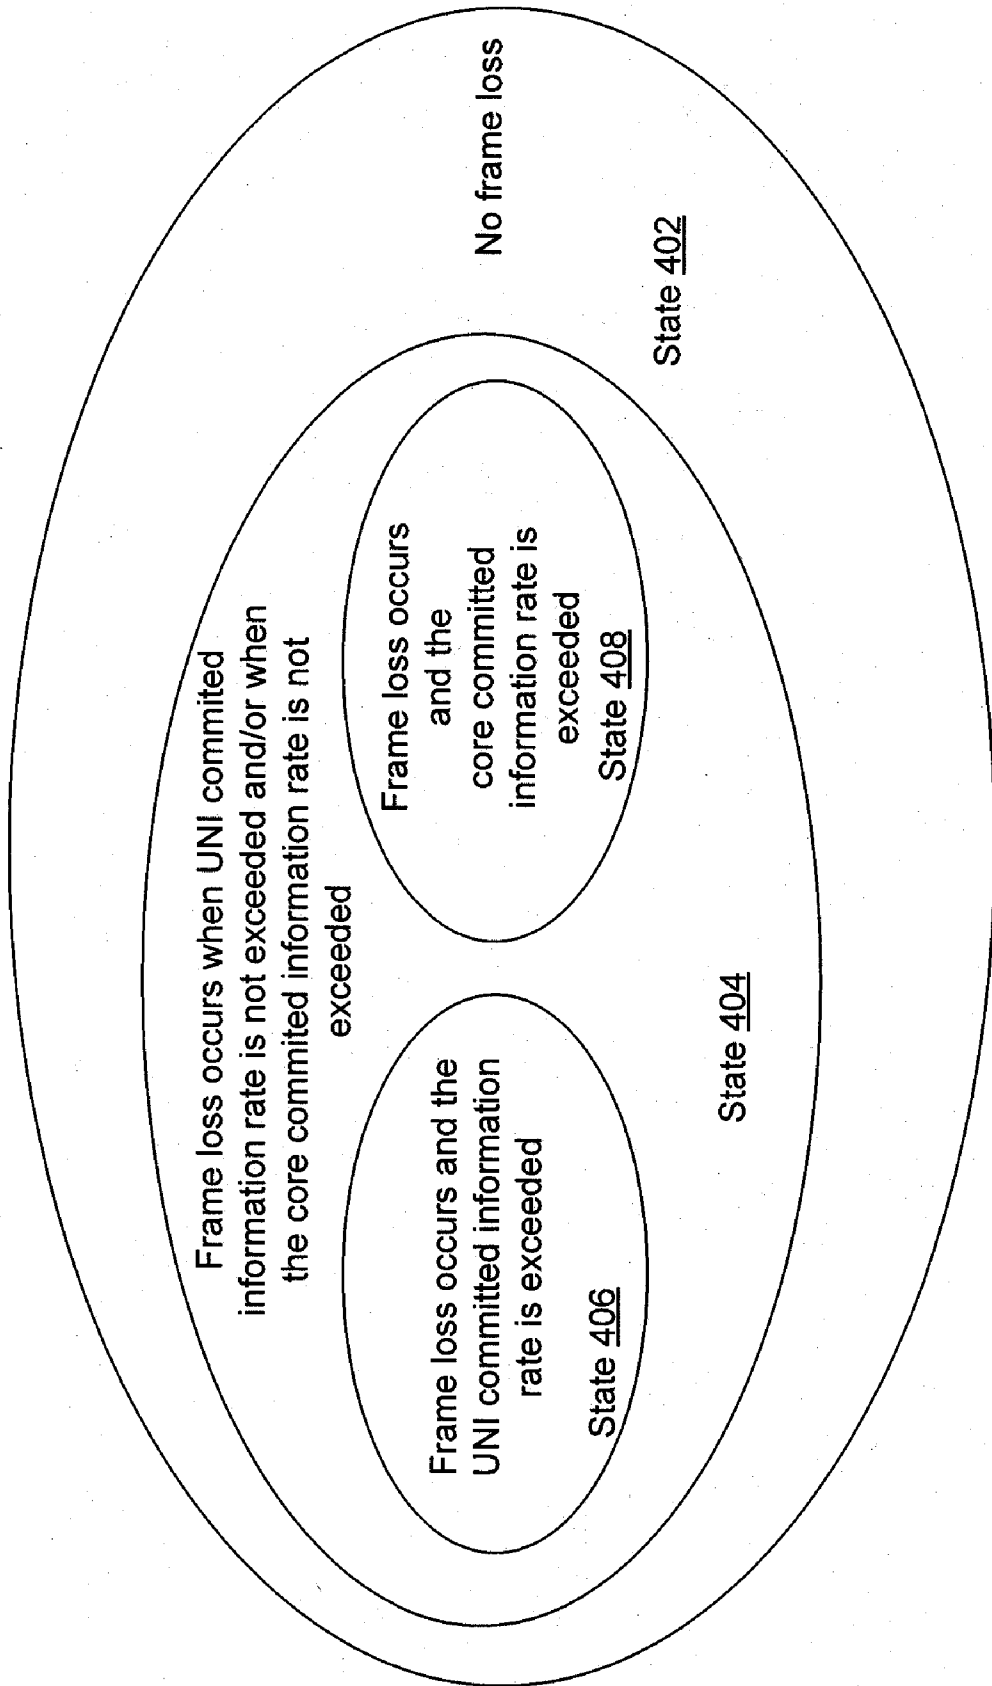 Frame loss occurs when UNI commited
information rate is not exceeded and/or when
the core commited information rate is not
exceeded
Frame loss occurs and the
UNI committed information
rate is exceeded
State 406
Frame loss occurs
and the
core committed
information rate is
exceeded
State 408
State 404
No frame loss
State 402